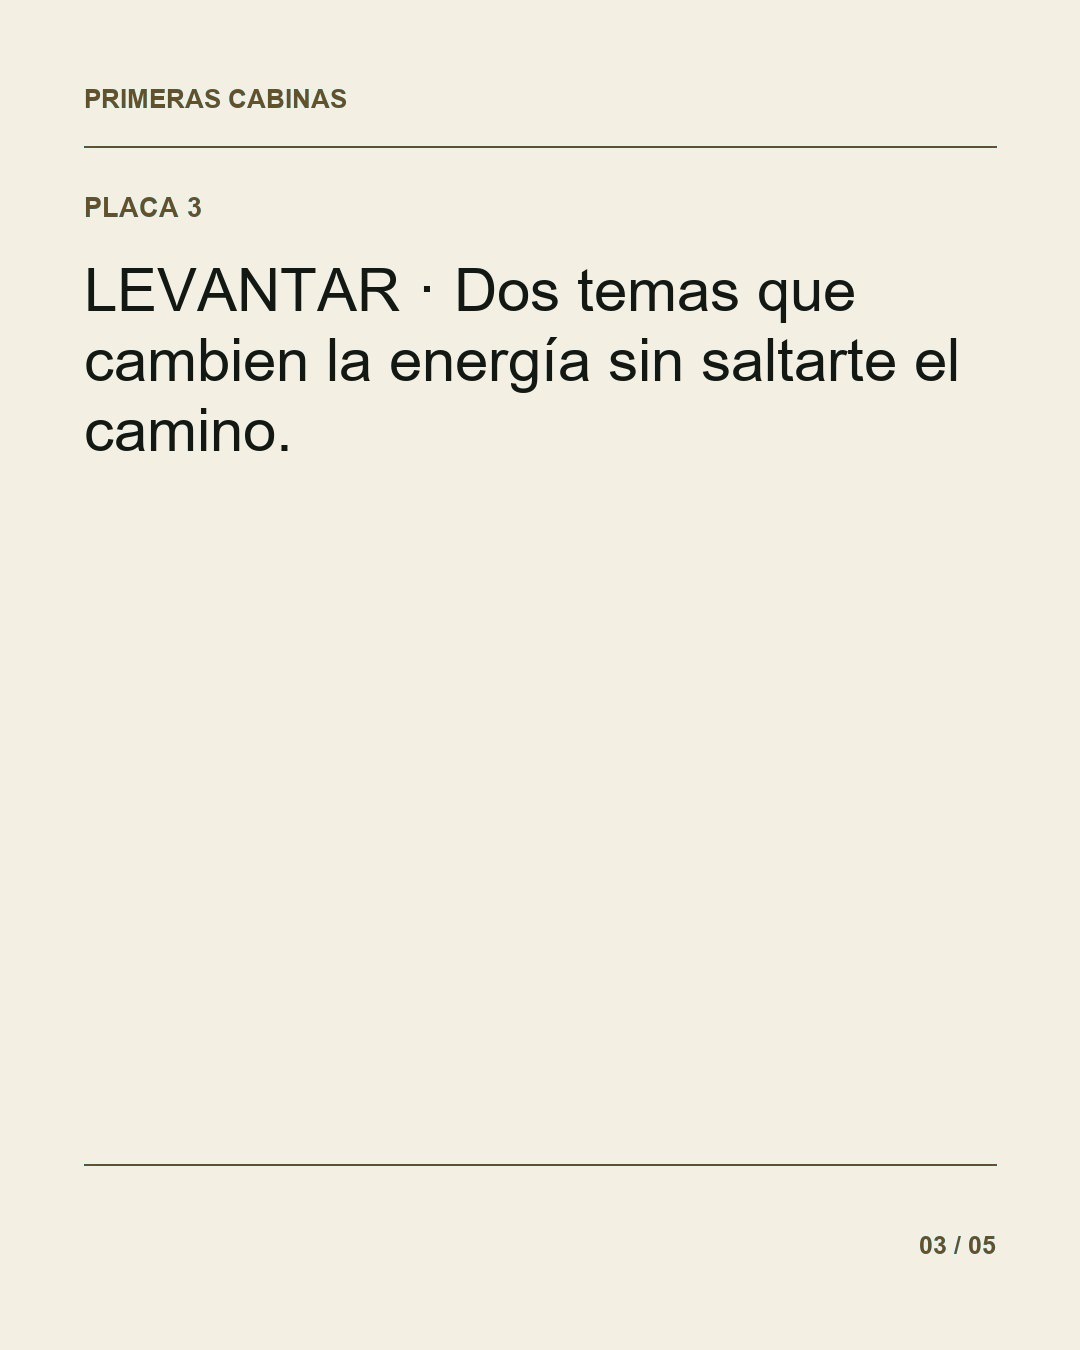 PRIMERAS CABINAS
PLACA 3
LEVANTAR · Dos temas que
cambien la energía sin saltarte el
camino.
03 / 05